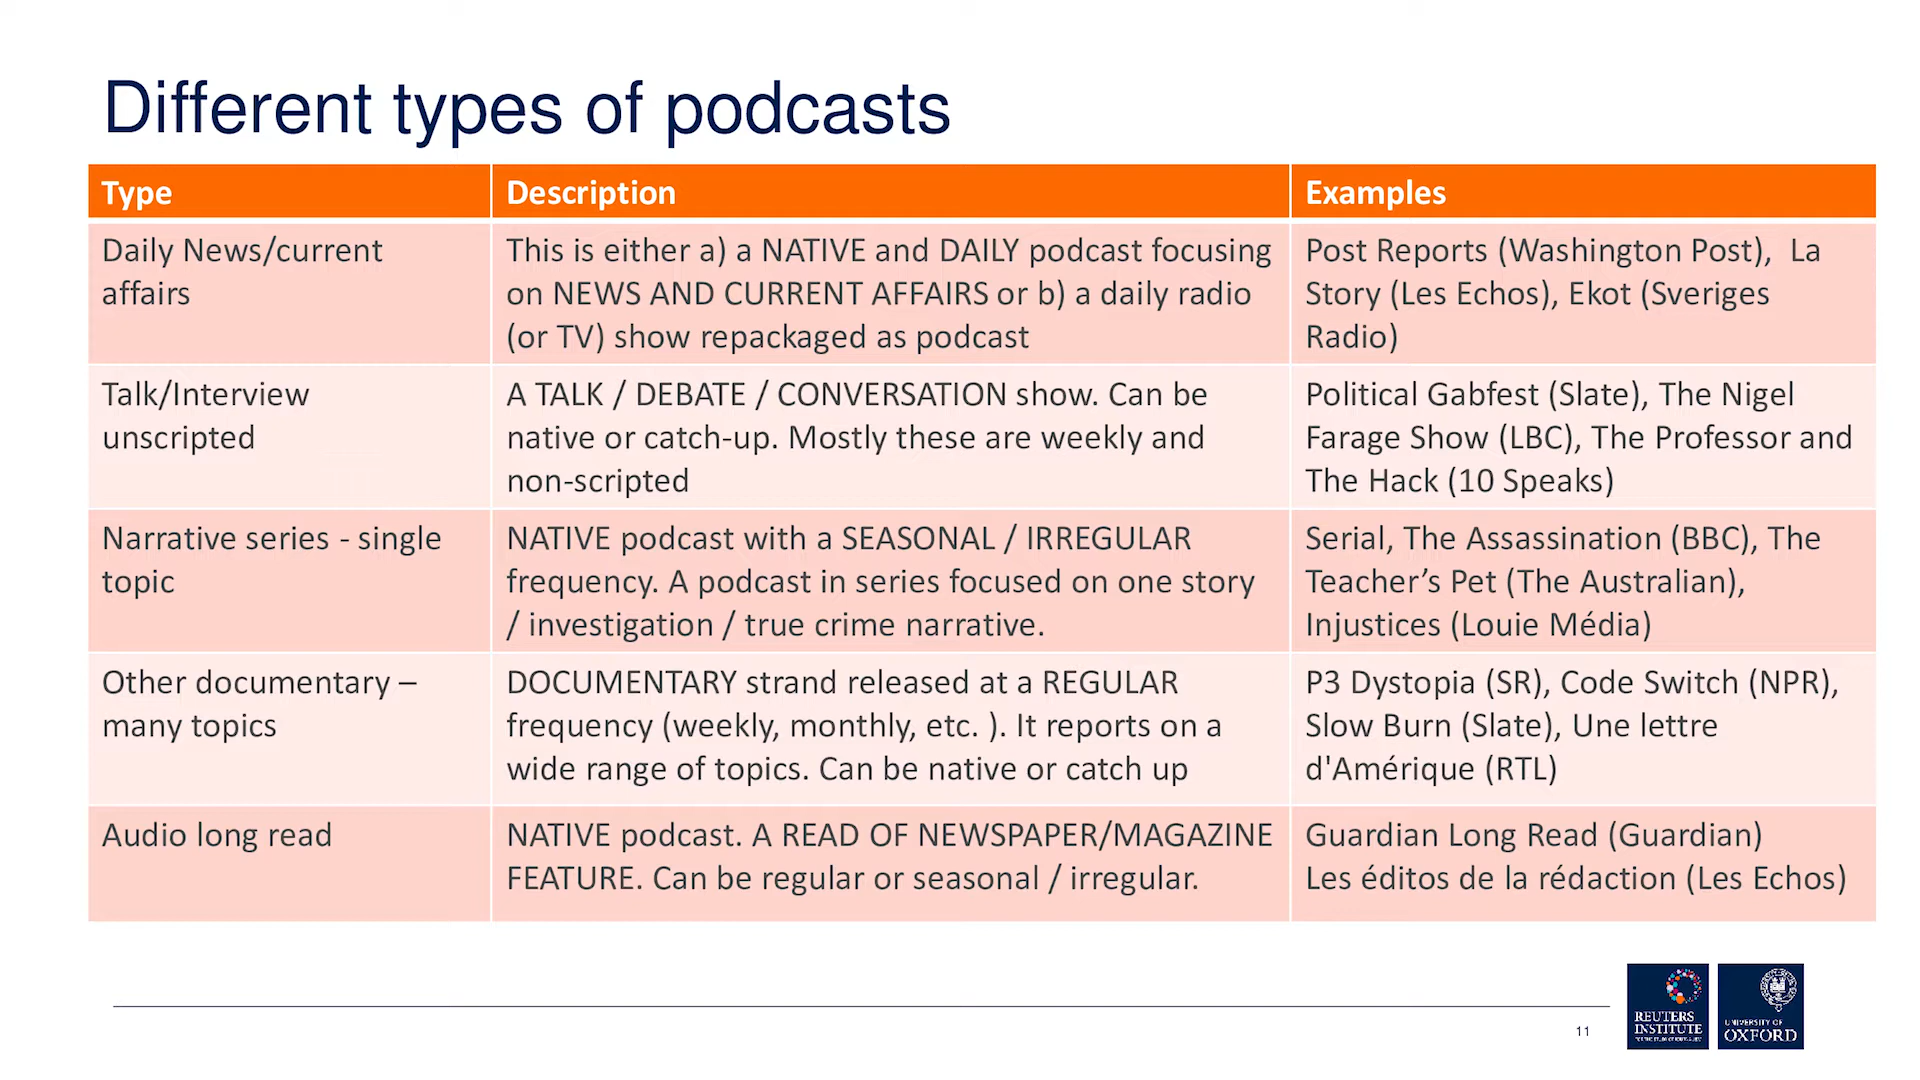 Different types of podcasts
Type
Description
Examples
Daily News/current
affairs
This is either a) a NATIVE and DAILY podcast focusing
on NEWS AND CURRENT AFFAIRS or b) a daily radio
(or TV) show repackaged as podcast
Post Reports (Washington Post),  La
Story (Les Echos), Ekot (Sveriges
Radio)
Talk/Interview
unscripted
A TALK / DEBATE / CONVERSATION show. Can be
native or catch-up. Mostly these are weekly and
non-scripted
Political Gabfest (Slate), The Nigel
Farage Show (LBC), The Professor and
The Hack (10 Speaks)
Narrative series - single
topic
NATIVE podcast with a SEASONAL / IRREGULAR
frequency. A podcast in series focused on one story
/ investigation / true crime narrative.
Serial, The Assassination (BBC), The
Teacher’s Pet (The Australian),
Injustices (Louie Média)
Other documentary –
many topics
DOCUMENTARY strand released at a REGULAR
frequency (weekly, monthly, etc. ). It reports on a
wide range of topics. Can be native or catch up
P3 Dystopia (SR), Code Switch (NPR),
Slow Burn (Slate), Une lettre
d'Amérique (RTL)
Audio long read
NATIVE podcast. A READ OF NEWSPAPER/MAGAZINE
FEATURE. Can be regular or seasonal / irregular.
Guardian Long Read (Guardian)
Les éditos de la rédaction (Les Echos)
11
REUTERS
INSTITUTE
UNIVERSITY OF
OXFORD